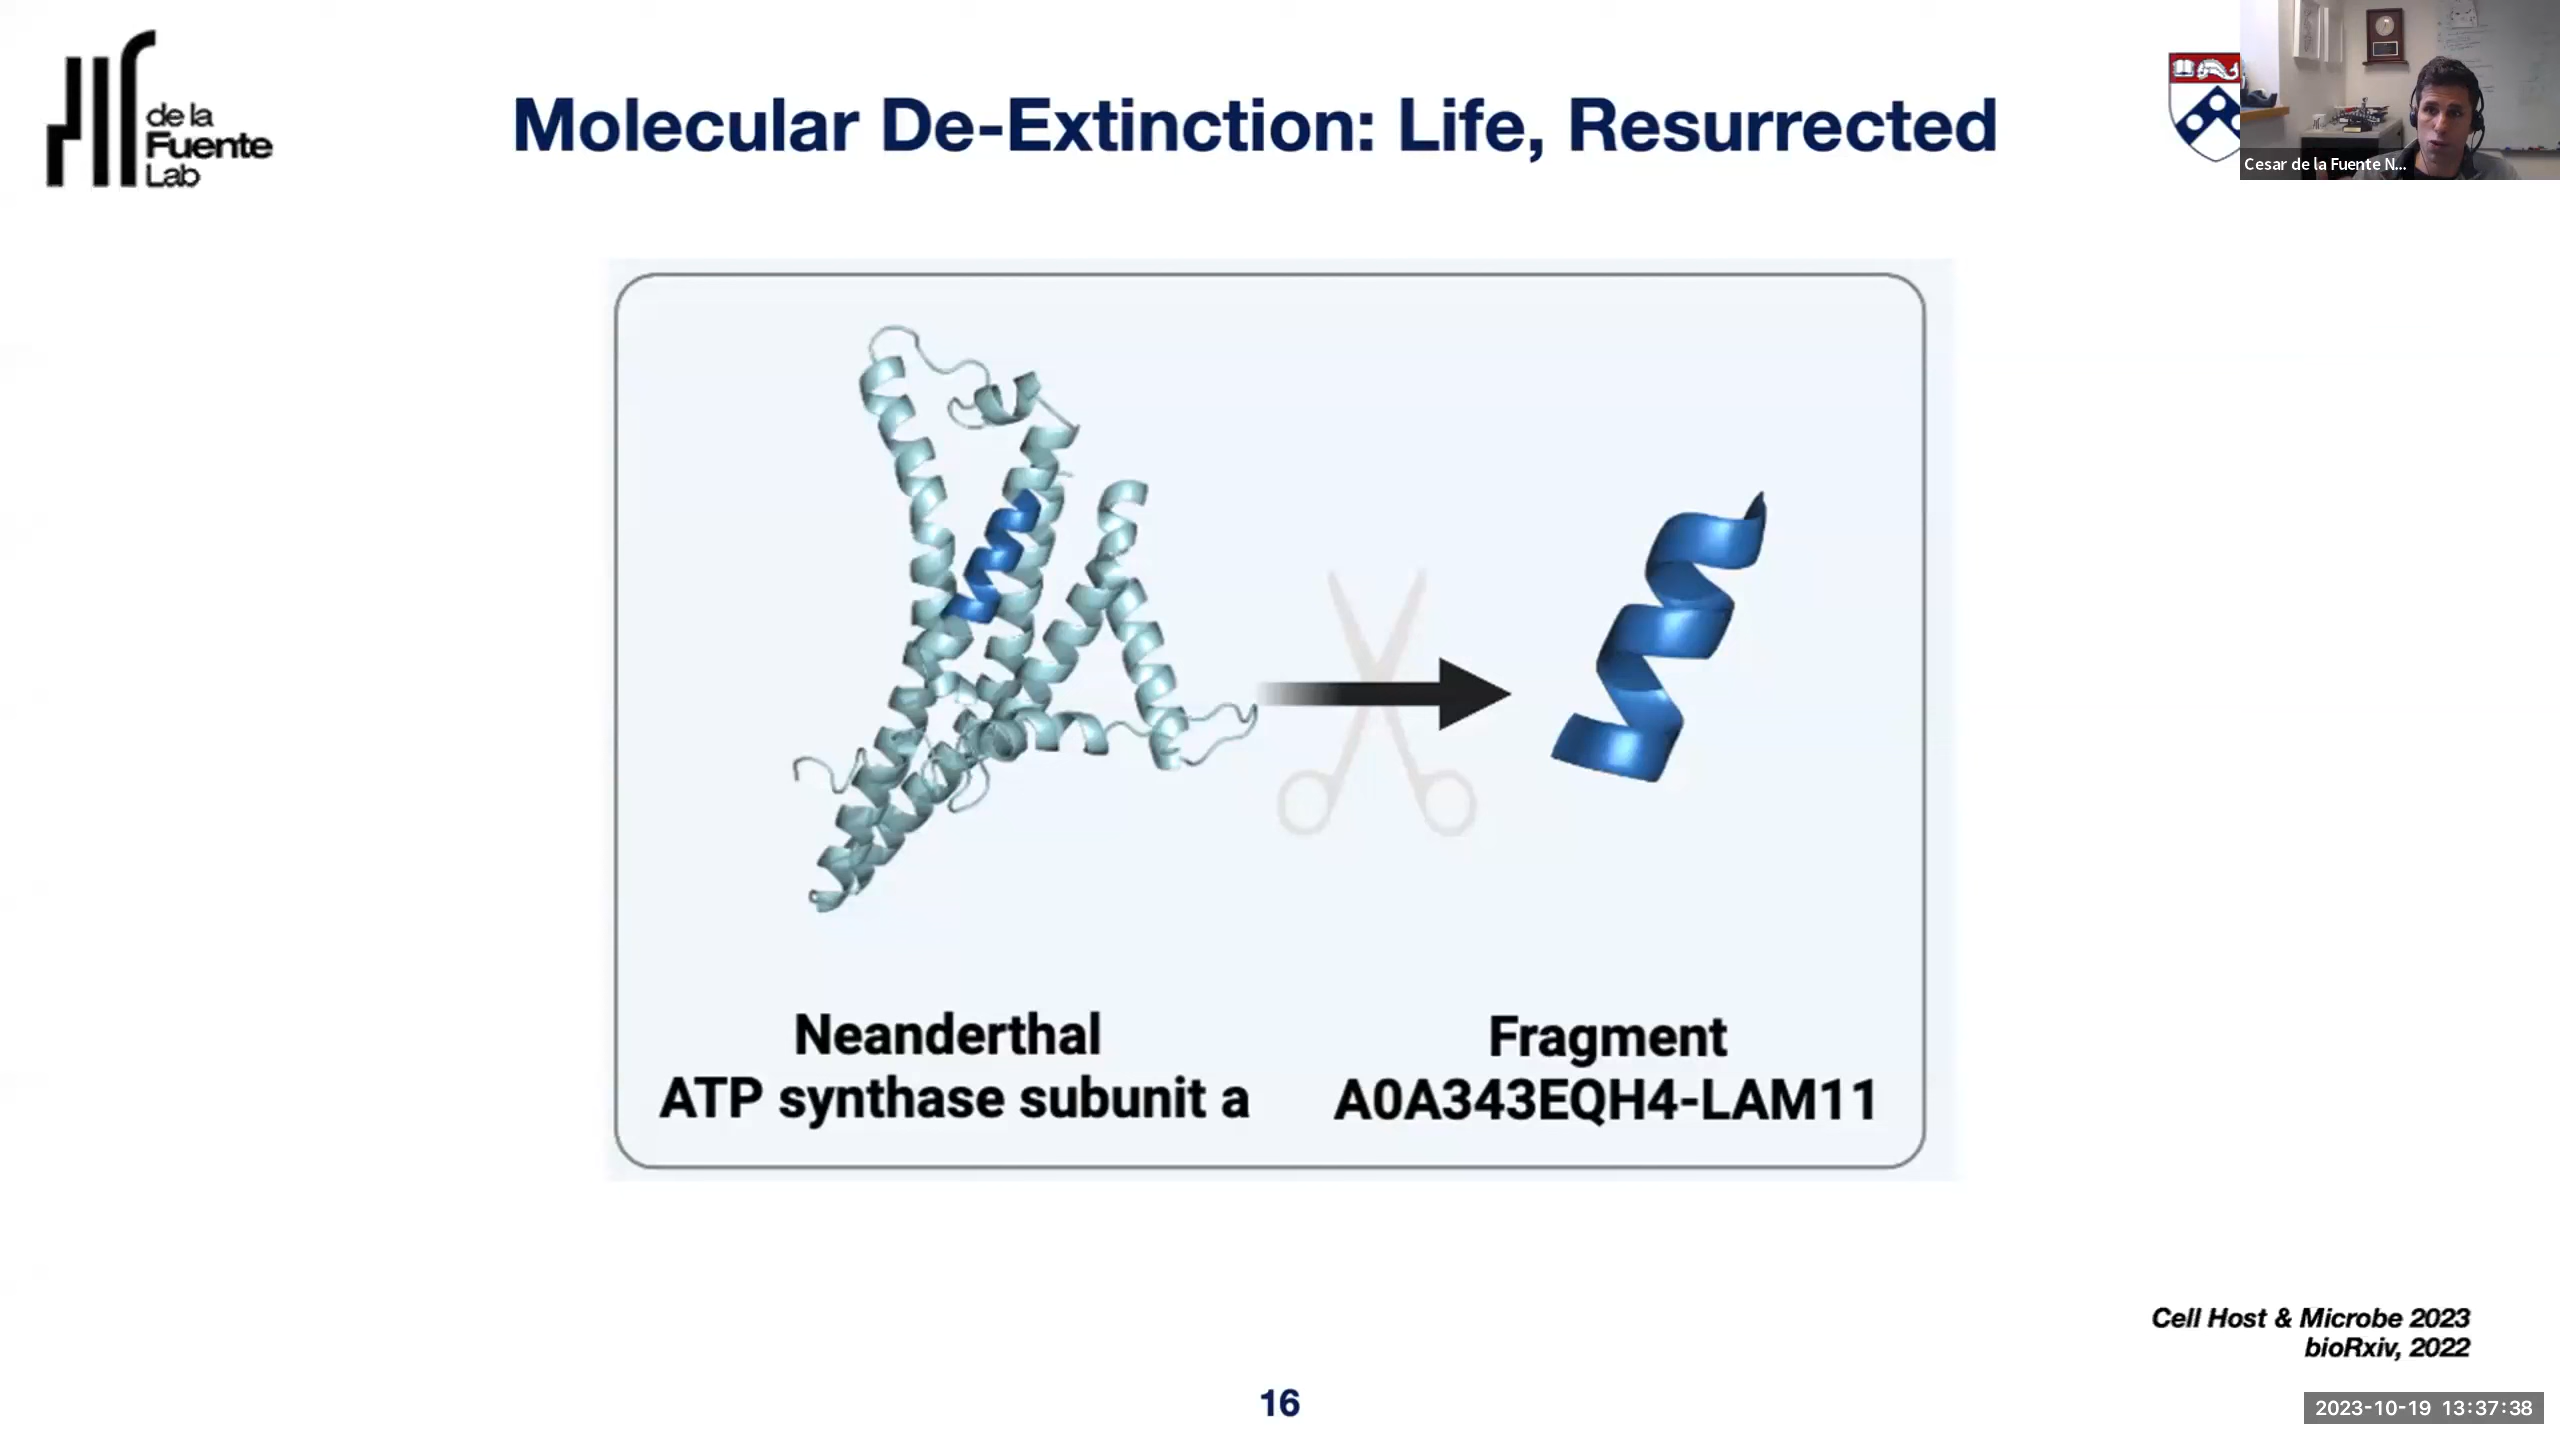 de la
Fuente
Lab
Molecular De-Extinction: Life, Resurrected
Cesar de la Fuente N...
Neanderthal
ATP synthase subunit a
Fragment
A0A343EQH4-LAM11
Cell Host & Microbe 2023
bioRxiv, 2022
16
2023-10-19 13:37:38